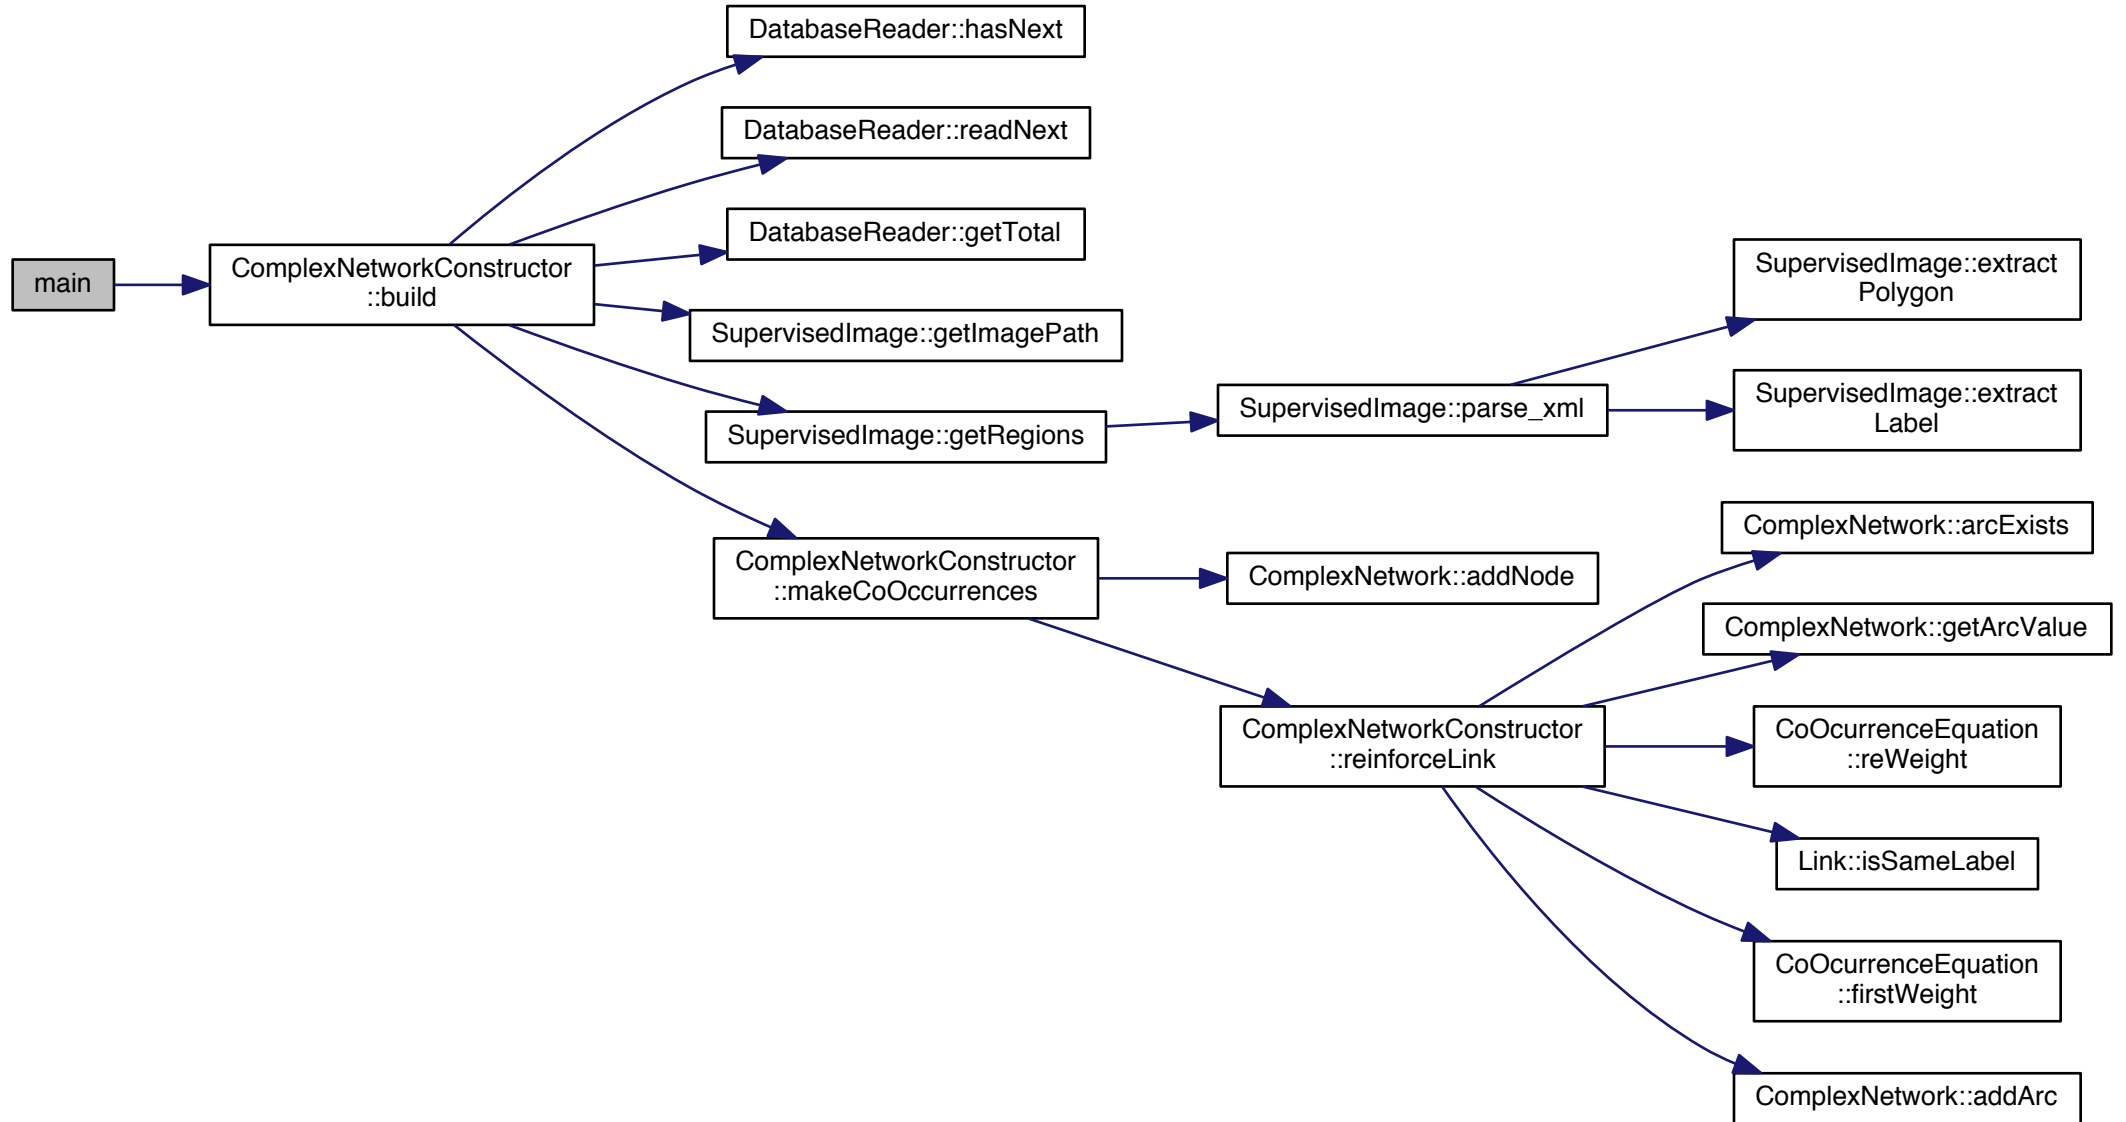 main
ComplexNetworkConstructor
::build
DatabaseReader::hasNext
DatabaseReader::readNext
DatabaseReader::getTotal
SupervisedImage::getImagePath
SupervisedImage::getRegions
ComplexNetworkConstructor
::makeCoOccurrences
SupervisedImage::parse_xml
SupervisedImage::extract
Polygon
SupervisedImage::extract
Label
ComplexNetwork::addNode
ComplexNetworkConstructor
::reinforceLink
ComplexNetwork::arcExists
ComplexNetwork::getArcValue
CoOcurrenceEquation
::reWeight
Link::isSameLabel
CoOcurrenceEquation
::firstWeight
ComplexNetwork::addArc